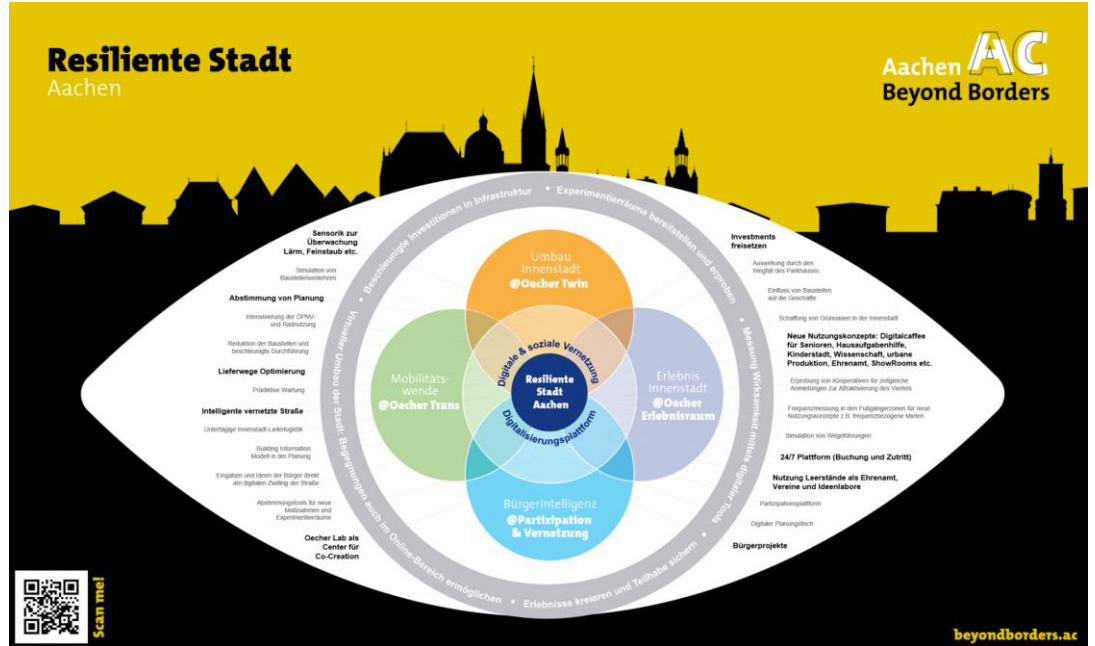 Resiliente Stadt
Aachen
Aachen AC
Beyond Borders
Beschleunigte Investitionen in Infrastruktur
Experimentierräume bereitstellen und erproben
Messung Wirksamkeit mittels digitaler Tools
Erlebnisse kreieren und Teilhabe sichern
Virtueller Umbau der Stadt: Begegnungen auch im Online-Bereich ermöglichen
Sensorik zur
Überwachung
Lärm, Feinstaub etc.
Simulation von
Baustellenverkehren
Abstimmung von Planung
Intensivierung der ÖPNV-
und Radnutzung
Reduktion der Baustellen und
beschleunigte Durchführung
Lieferwege Optimierung
Prädiktive Wartung
Intelligente vernetzte Straße
Untertägige Innenstadt-Lieferlogistik
Building Information
Modell in der Planung
Eingaben und Ideen der Bürger direkt
am digitalen Zwilling der Straße
Abstimmungstools für neue
Maßnahmen und
Experimentierräume
Oecher Lab als
Center für
Co-Creation
Umbau
Innenstadt
@Oecher Twin
Mobilitäts-
wende
@Oecher Trans
Digitale & soziale Vernetzung
Resiliente
Stadt
Aachen
Digitalisierungsplattform
Erlebnis
Innenstadt
@Oecher
Erlebnisraum
Bürgerintelligenz
@Partizipation
& Vernetzung
Investments
freisetzen
Auswirkung durch den
Wegfall des Parkhauses
Einfluss von Baustellen
auf die Geschäfte
Schaffung von Grünoasen in der Innenstadt
Neue Nutzungskonzepte: Digitalcaffee
für Senioren, Hausaufgabenhilfe,
Kinderstadt, Wissenschaft, urbane
Produktion, Ehrenamt, ShowRooms etc.
Erprobung von Kooperativen für zeitgleiche
Anmietungen zur Attraktivierung des Viertels
Frequenzmessung in den Fußgängerzonen für neue
Nutzungskonzepte z.B. frequenzbezogene Mieten
Simulation von Wegeführungen
24/7 Plattform (Buchung und Zutritt)
Nutzung Leerstände als Ehrenamt,
Vereine und Ideenlabore
Partizipationsplattform
Digitaler Planungstisch
Bürgerprojekte
Scan me!
beyondborders.ac